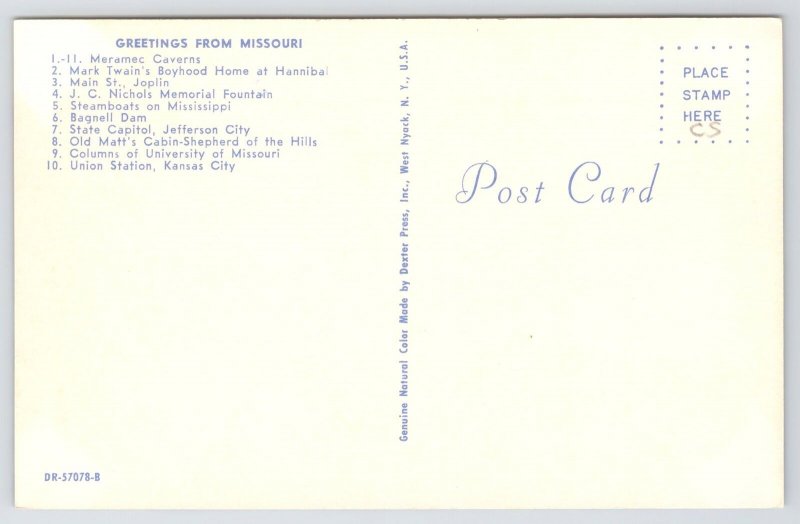 GREETINGS FROM MISSOURI
1.-11. Meramec Caverns
2. Mark Twain's Boyhood Home at Hannibal
3. Main St., Joplin
4. J. C. Nichols Memorial Fountain
5. Steamboats on Mississippi
6. Bagnell Dam
7. State Capitol, Jefferson City
8. Old Matt's Cabin-Shepherd of the Hills
9. Columns of University of Missouri
10. Union Station, Kansas City
DR-57078-B
Genuine Natural Color Made by Dexter Press, Inc., West Nyack, N. Y., U.S.A.
PLACE
STAMP
HERE
CS
Post Card